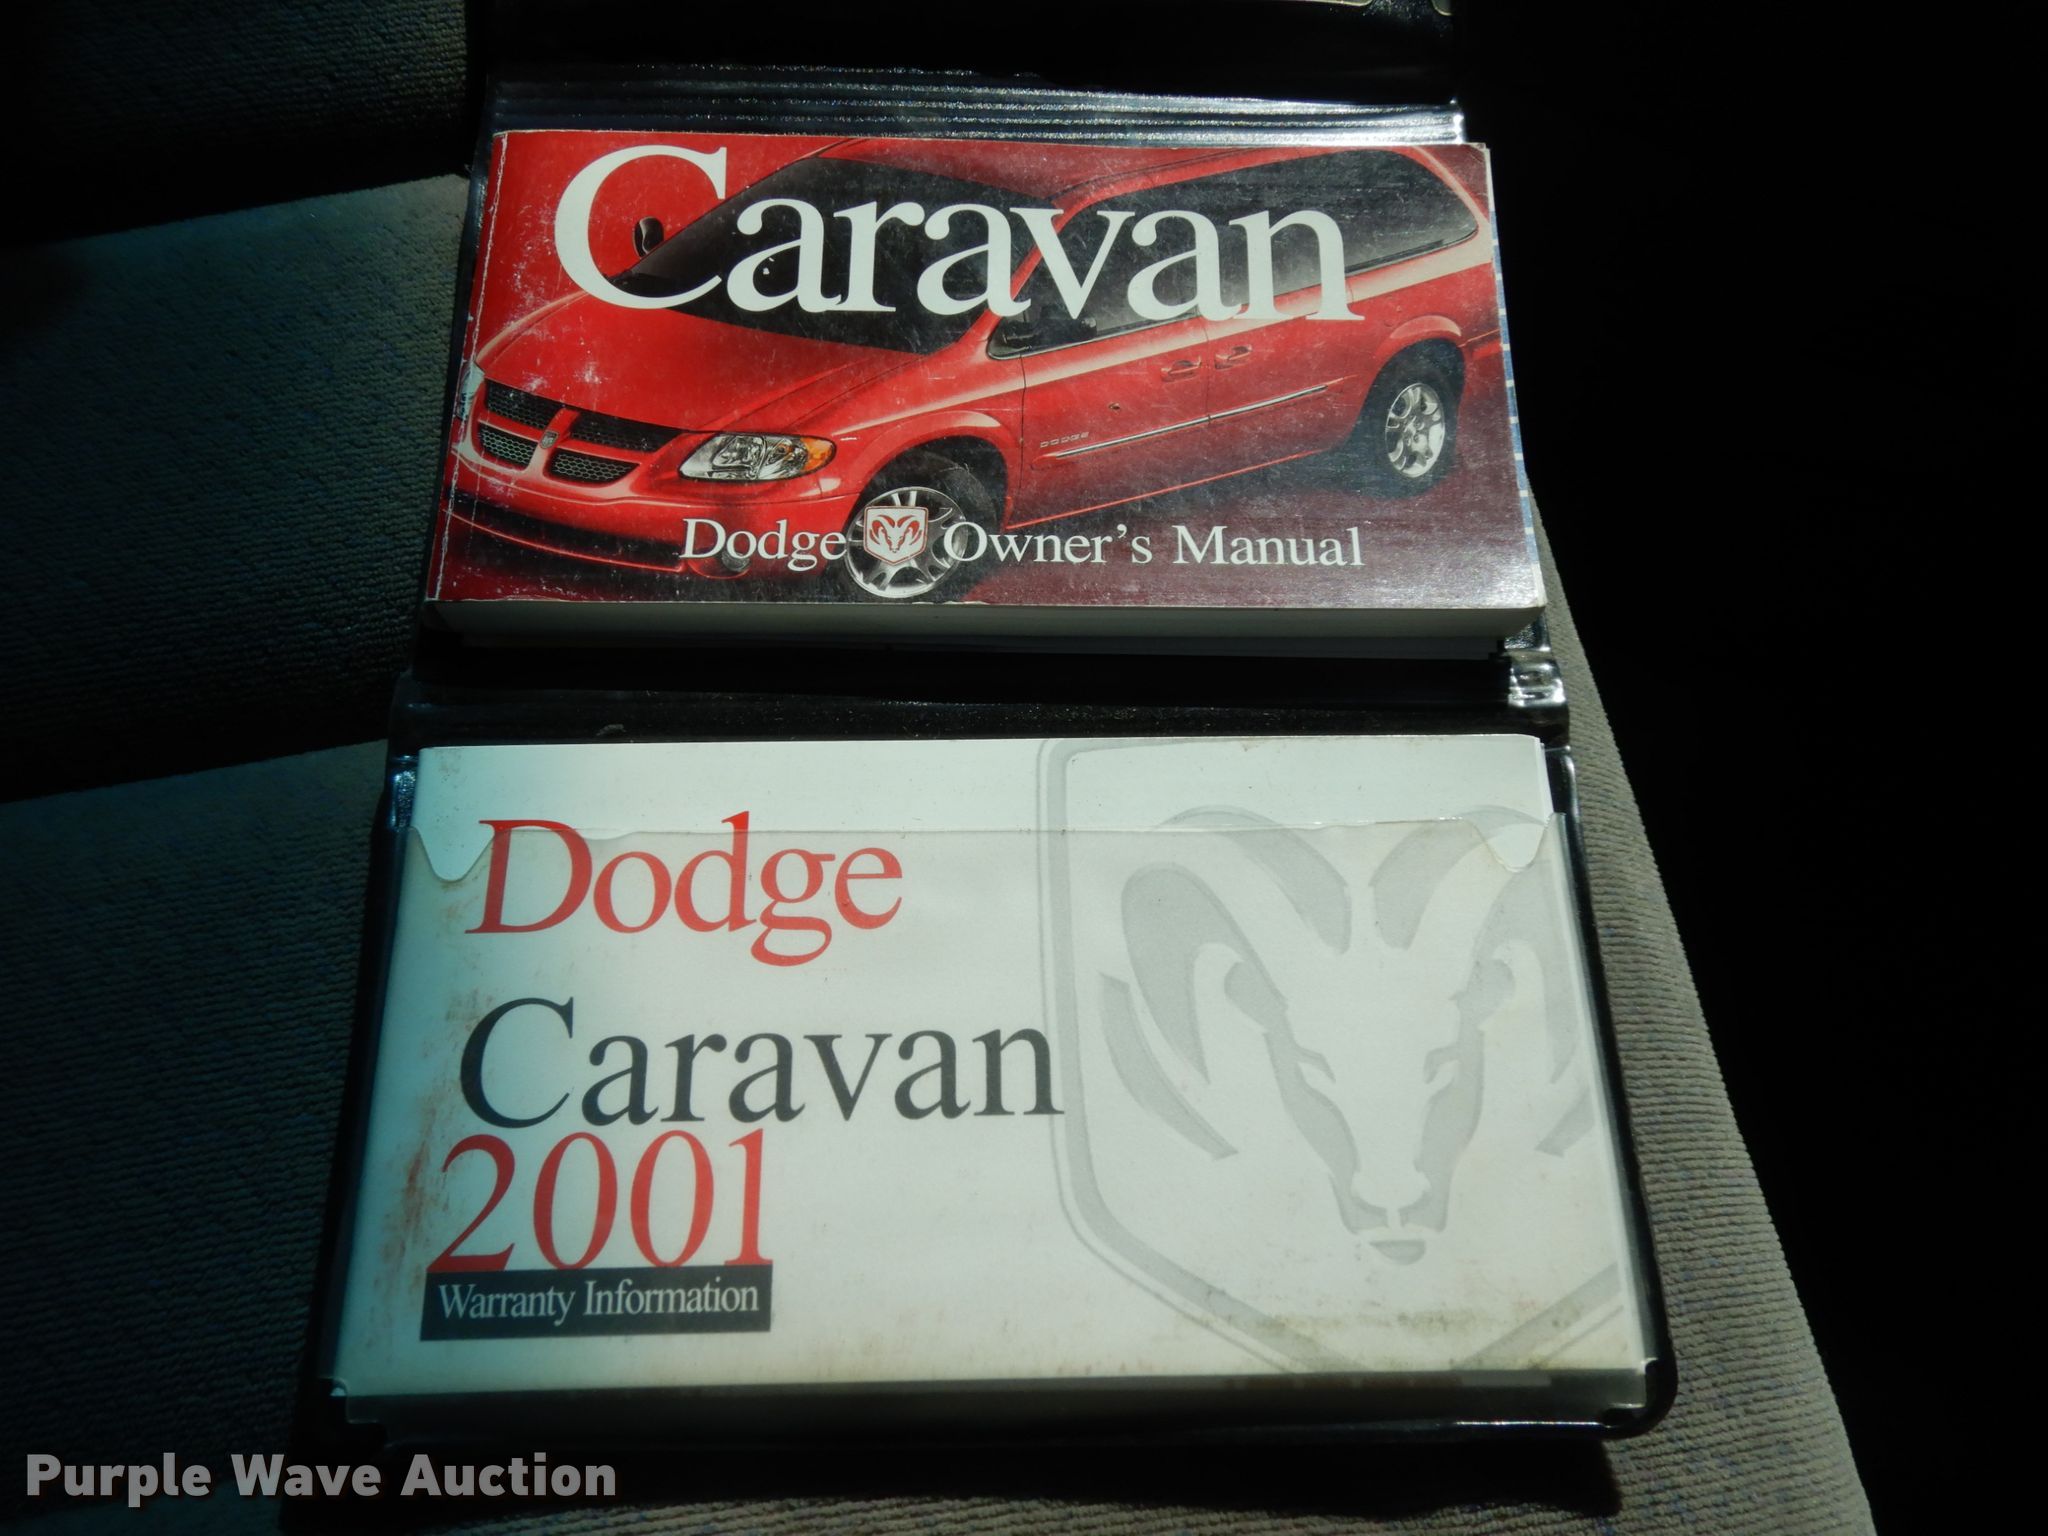 Caravan
DODGE
Dodge Owner's Manual
Dodge
Caravan
2001
Warranty Information
Purple Wave Auction